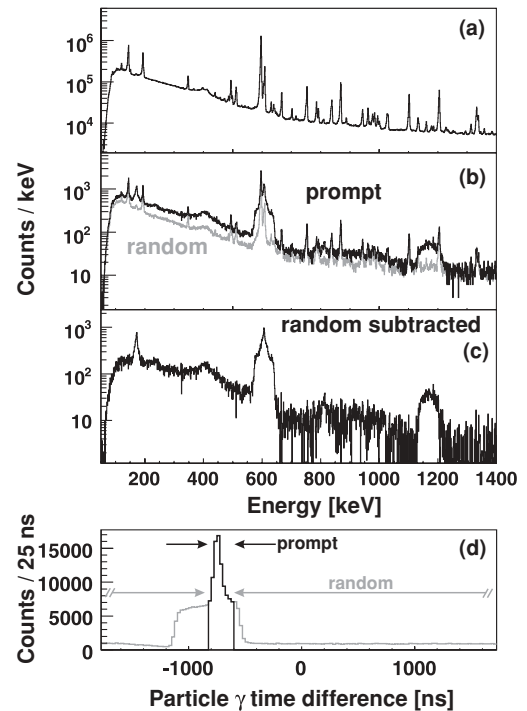 (a)
10^6
10^5
10^4
Counts / keV
(b)
prompt
random
10^3
10^2
10
random subtracted
(c)
10^3
10^2
10
200 400 600 800 1000 1200 1400
Energy [keV]
(d)
Counts / 25 ns
15000
10000
5000
0
prompt
random
-1000 0 1000
Particle γ time difference [ns]